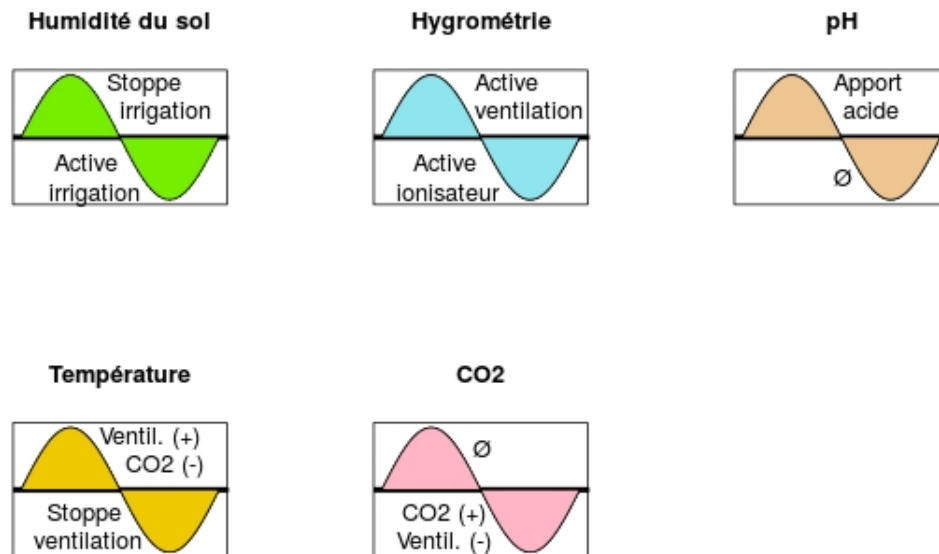 Humidité du sol
Stoppe
irrigation
Active
irrigation
Hygrométrie
Active
ventilation
Active
ionisateur
pH
Apport
acide
Ø
Température
Ventil. (+)
CO2 (-)
Stoppe
ventilation
CO2
Ø
CO2 (+)
Ventil. (-)